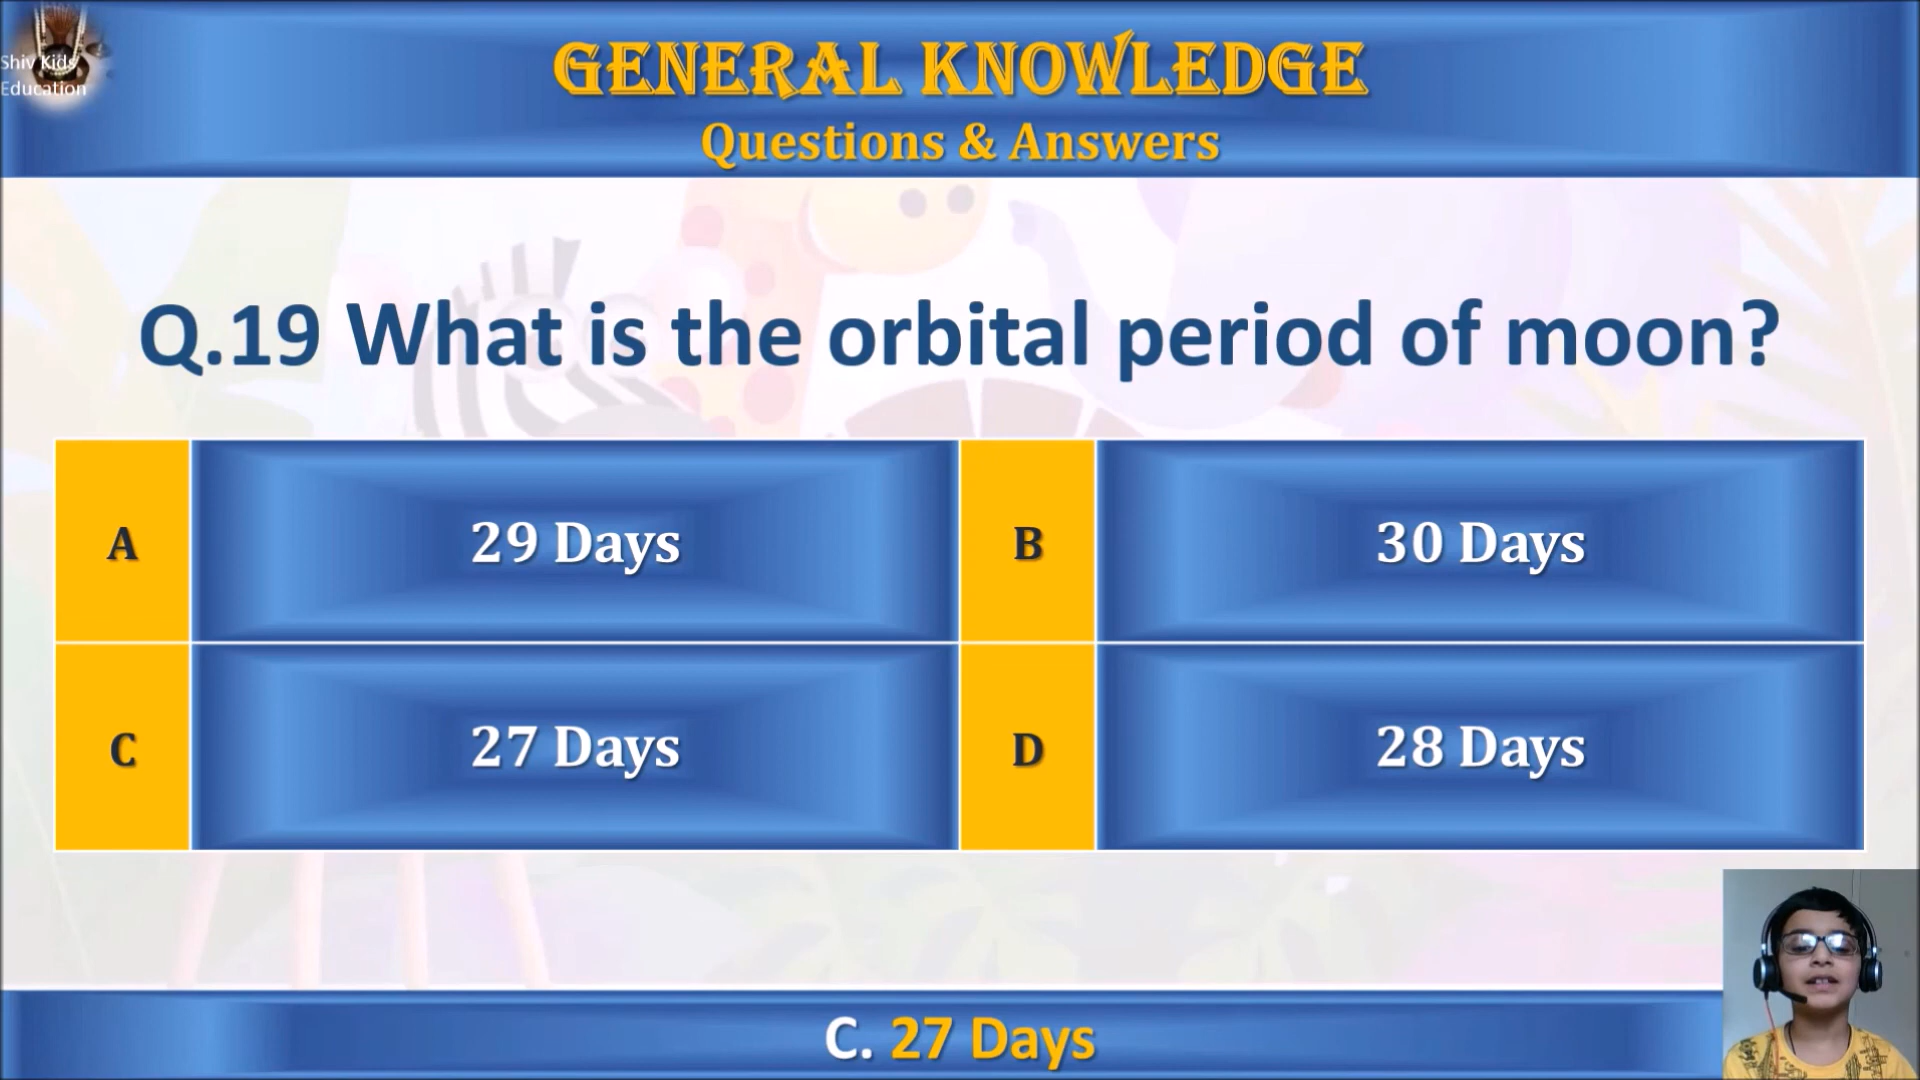 Shiv Kids
Education
GENERAL KNOWLEDGE
Questions & Answers
Q.19 What is the orbital period of moon?
A 29 Days B 30 Days
C 27 Days D 28 Days
C. 27 Days